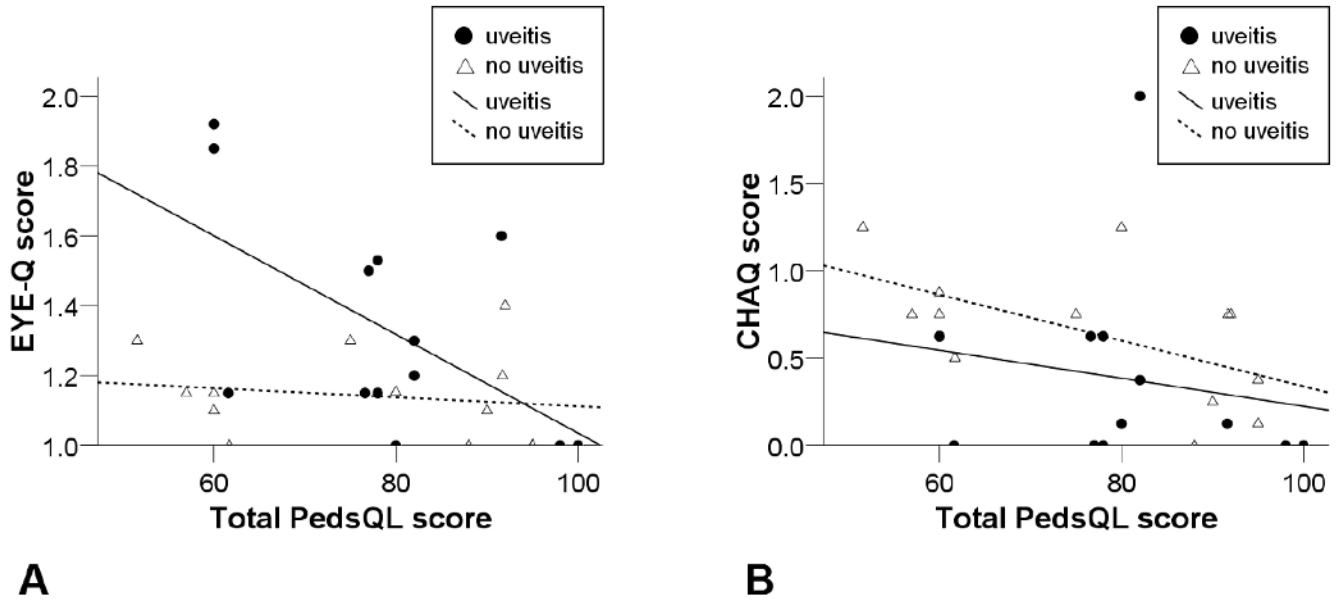 uveitis
no uveitis
uveitis
no uveitis
2.0
1.8
1.6
1.4
1.2
1.0
EYE-Q score
60 80 100
Total PedsQL score
A
uveitis
no uveitis
uveitis
no uveitis
2.0
1.5
1.0
0.5
0.0
CHAQ score
60 80 100
Total PedsQL score
B